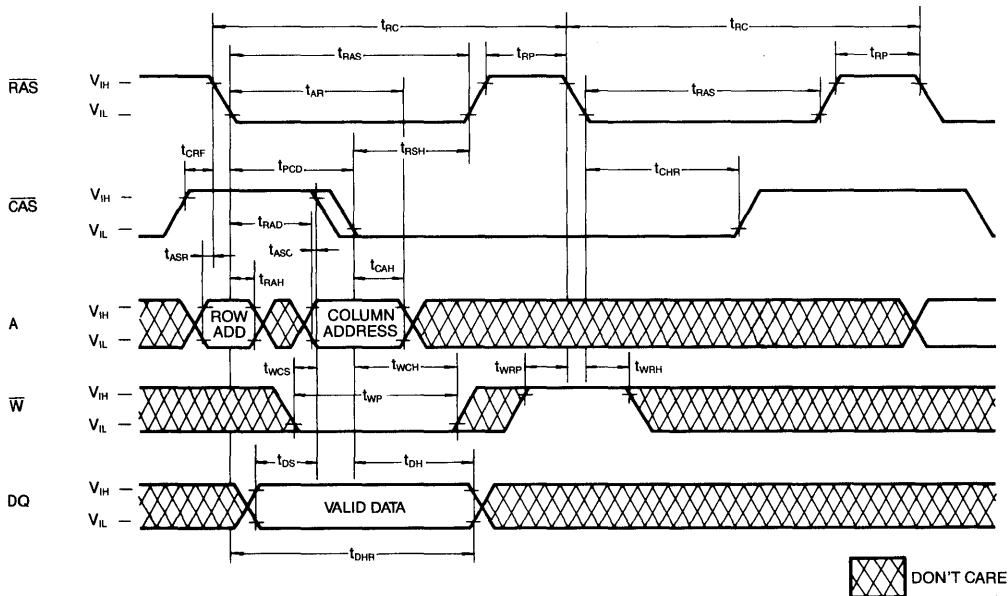 tRC tRC
tRAS tRP tRP
RAS VIH
tAR tRAS
VIL
tCRF tPCD tRSH
tCHR
CAS VIH
tRAD
VIL
tASR tASC
tCAH
tRAH
A VIH ROW ADD COLUMN ADDRESS
VIL
tWCS tWCH tWRP tWRH
W VIH tWP
VIL
tDS tDH
DQ VIH VALID DATA
VIL
tDHR
DON'T CARE